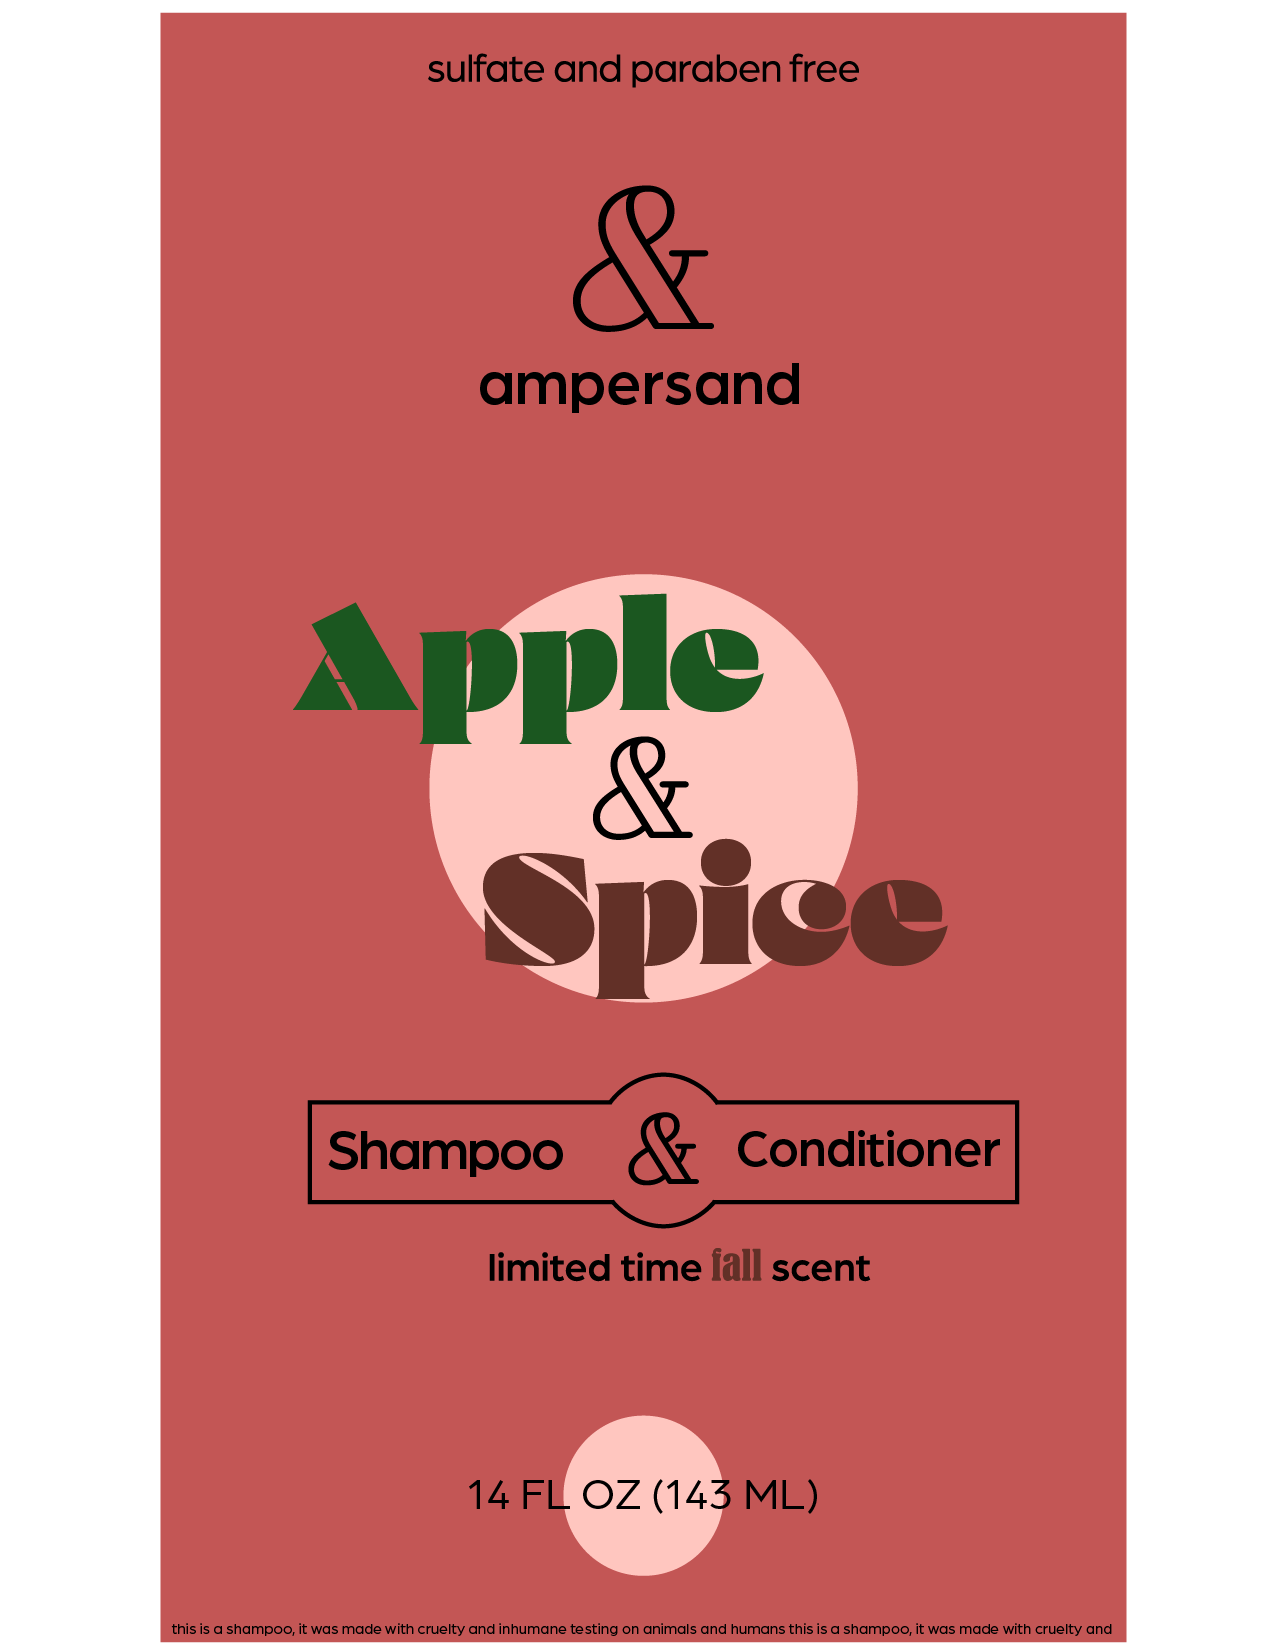 sulfate and paraben free
&
ampersand
Apple
&
Spice
Shampoo & Conditioner
limited time fall scent
14 FL OZ (143 ML)
this is a shampoo, it was made with cruelty and inhumane testing on animals and humans this is a shampoo, it was made with cruelty and